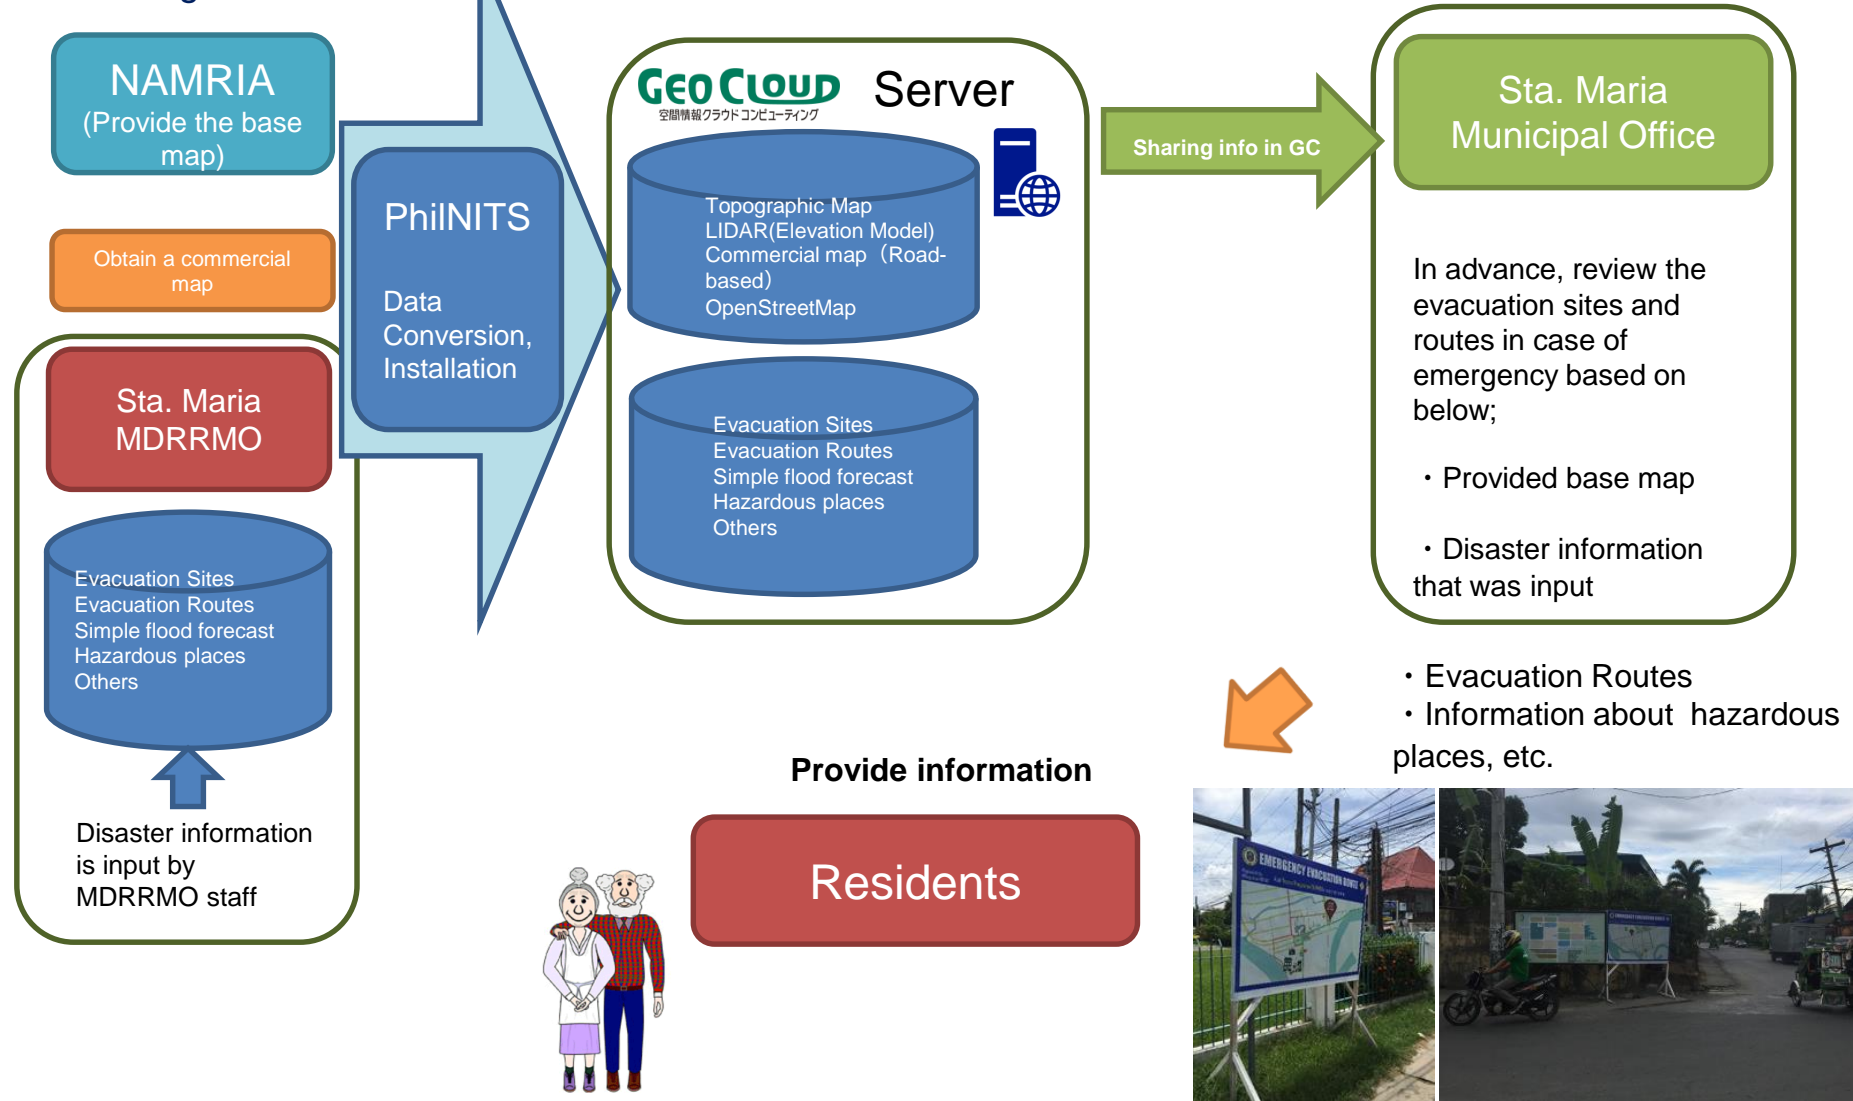 NAMRIA
(Provide the base
map)
Obtain a commercial
map
Sta. Maria
MDRRMO
Evacuation Sites
Evacuation Routes
Simple flood forecast
Hazardous places
Others
Disaster information
is input by
MDRRMO staff
PhilNITS
Data
Conversion,
Installation
GEO CLOUD
空間情報クラウドコンピューティング
Server
Topographic Map
LIDAR(Elevation Model)
Commercial map（Road-
based）
OpenStreetMap
Evacuation Sites
Evacuation Routes
Simple flood forecast
Hazardous places
Others
Sharing info in GC
Sta. Maria
Municipal Office
In advance, review the
evacuation sites and
routes in case of
emergency based on
below;
・Provided base map
・Disaster information
that was input
・Evacuation Routes
・Information about hazardous
places, etc.
Provide information
Residents
EMERGENCY EVACUATION ROUTE
EMERGENCY EVACUATION ROUTE